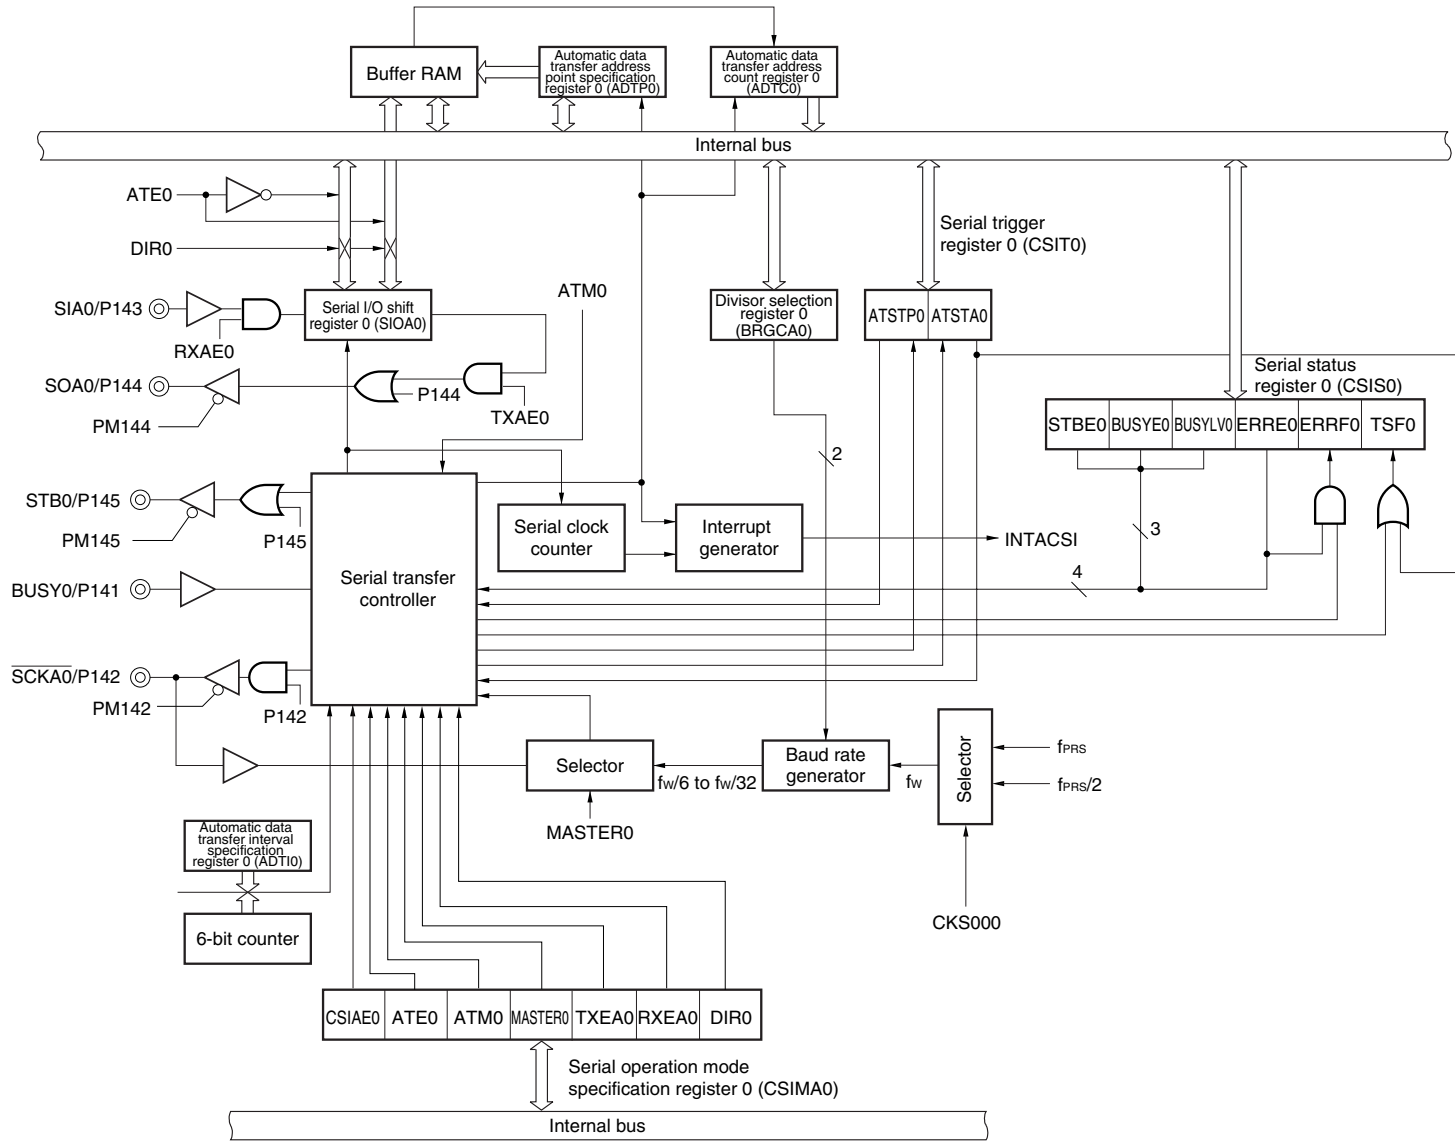 Buffer RAM
Automatic data
transfer address
point specification
register 0 (ADTP0)
Automatic data
transfer address
count register 0
(ADTC0)
Internal bus
ATE0
DIR0
Serial trigger
register 0 (CSIT0)
SIA0/P143
RXAE0
Serial I/O shift
register 0 (SIOA0)
ATM0
Divisor selection
register 0
(BRGCA0)
ATSTP0
ATSTA0
SOA0/P144
PM144
P144
TXAE0
Serial status
register 0 (CSIS0)
STBE0
BUSYE0
BUSYLV0
ERRE0
ERRF0
TSF0
2
STB0/P145
PM145
P145
Serial clock
counter
Interrupt
generator
INTACSI
3
BUSY0/P141
Serial transfer
controller
4
SCKA0/P142
PM142
P142
Selector
MASTER0
fW/6 to fW/32
Baud rate
generator
fW
Selector
fPRS
fPRS/2
CKS000
Automatic data
transfer interval
specification
register 0 (ADTI0)
6-bit counter
CSIAE0
ATE0
ATM0
MASTER0
TXEA0
RXEA0
DIR0
Serial operation mode
specification register 0 (CSIMA0)
Internal bus